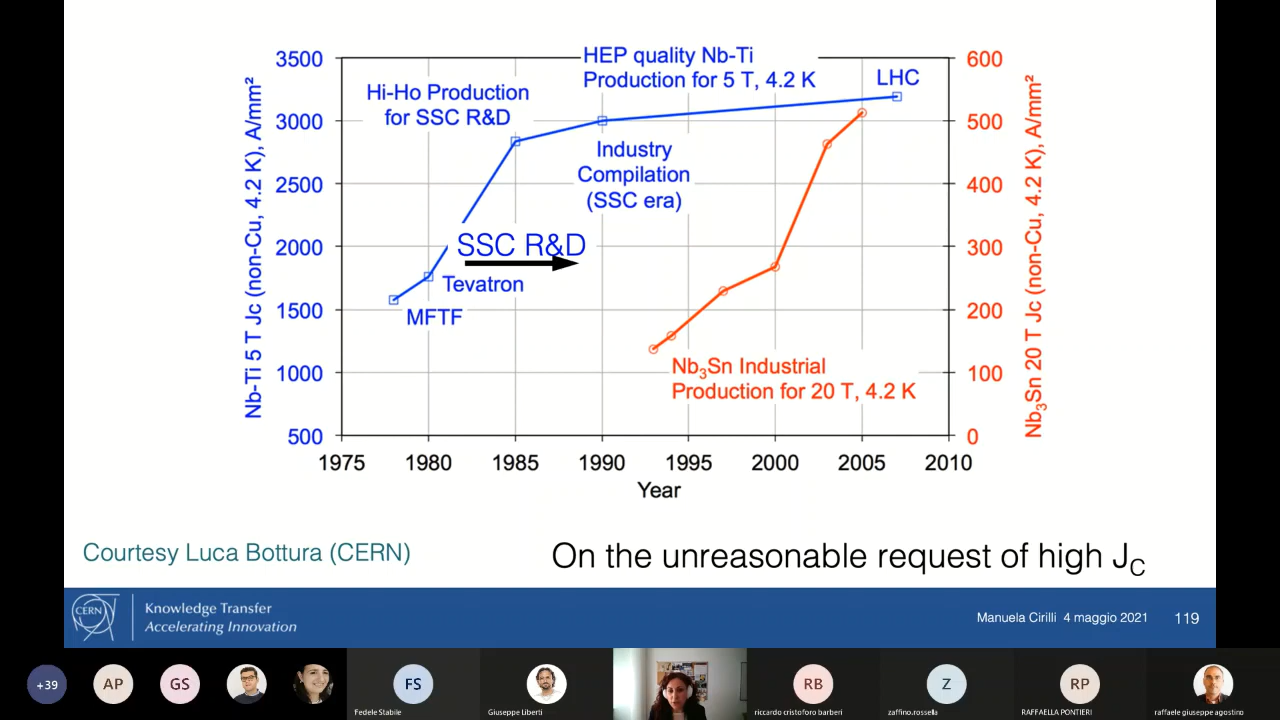 3500
3000
2500
2000
1500
1000
500
Nb-Ti 5 T Jc (non-Cu, 4.2 K), A/mm²
HEP quality Nb-Ti
Production for 5 T, 4.2 K
Hi-Ho Production
for SSC R&D
LHC
Industry
Compilation
(SSC era)
SSC R&D
Tevatron
MFTF
Nb₃Sn Industrial
Production for 20 T, 4.2 K
600
500
400
300
200
100
0
Nb₃Sn 20 T Jc (non-Cu, 4.2 K), A/mm²
1975 1980 1985 1990 1995 2000 2005 2010
Year
Courtesy Luca Bottura (CERN)
On the unreasonable request of high J_C
CERN
Knowledge Transfer
Accelerating Innovation
Manuela Cirilli 4 maggio 2021 119
+39 AP GS FS RB Z RP
Fedele Stabile Giuseppe Liberti riccardo cristoforo barberi zaffino.rossella RAFFAELLA PONTIERI raffaele giuseppe agostino